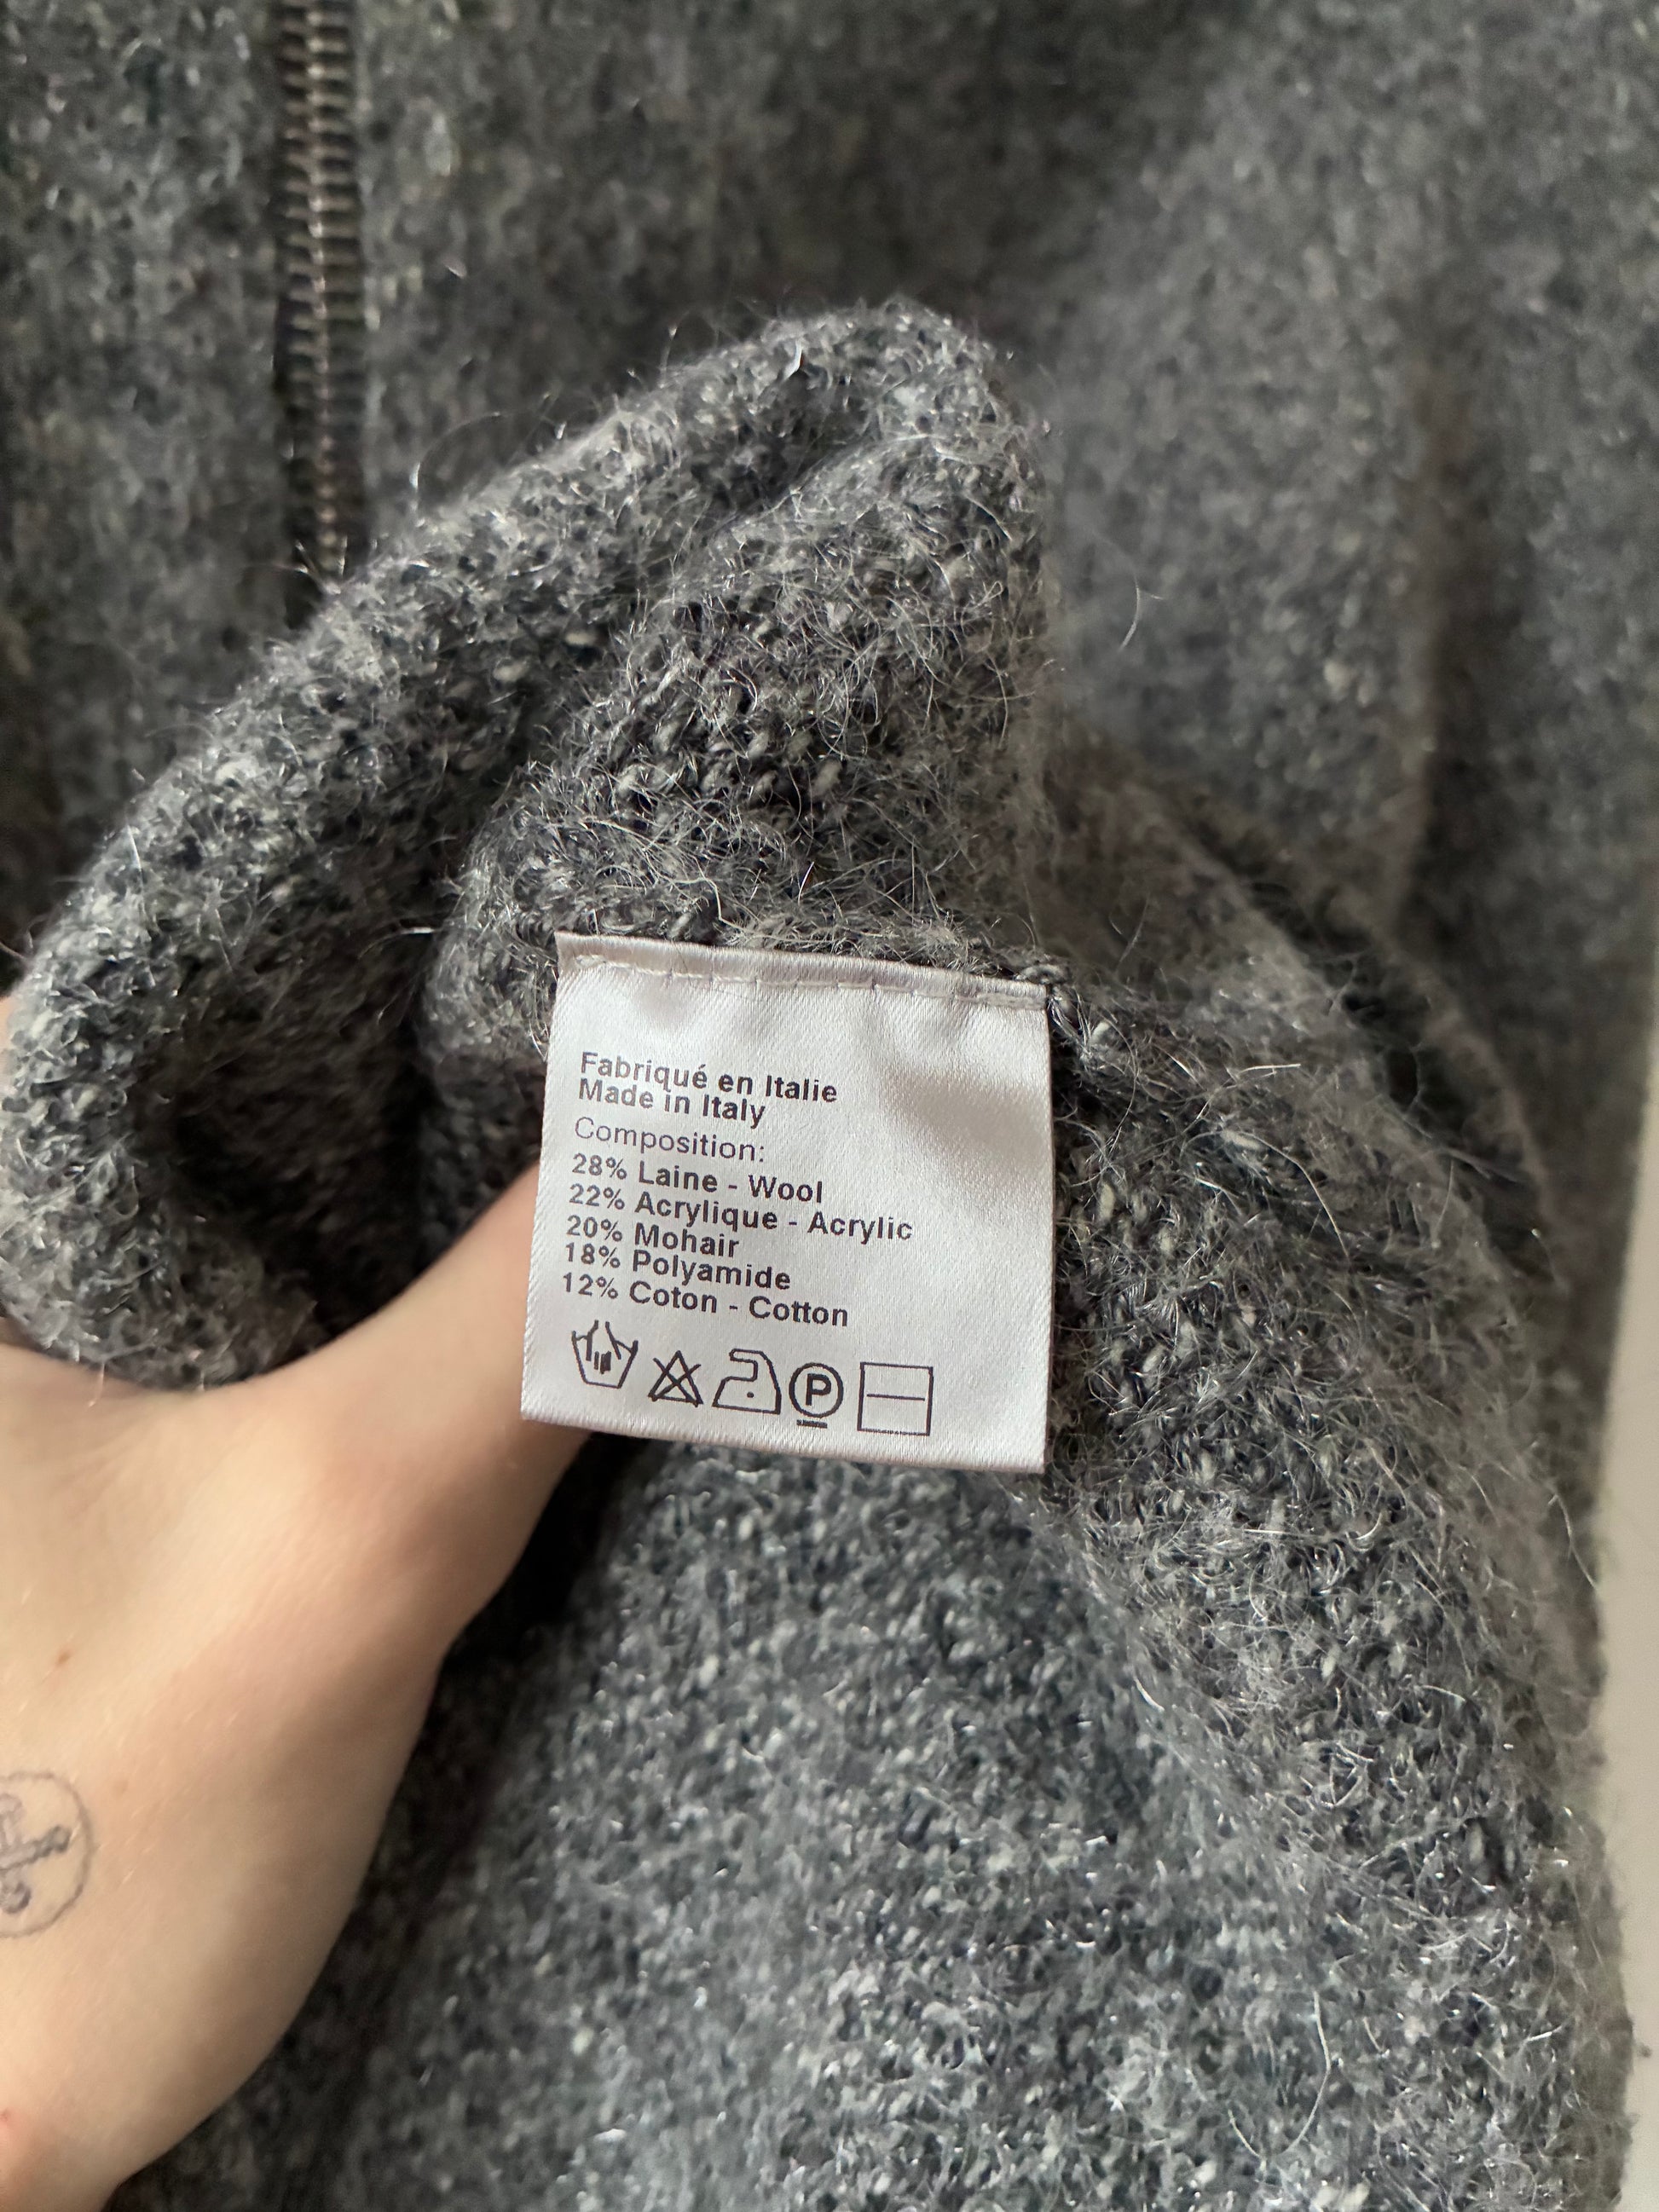 Fabriqué en Italie
Made in Italy
Composition:
28% Laine - Wool
22% Acrylique - Acrylic
20% Mohair
18% Polyamide
12% Coton - Cotton
P